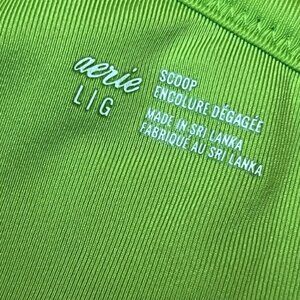 aerie
L | G
SCOOP
ENCOLURE DÉGAGÉE
MADE IN SRI LANKA
FABRIQUÉ AU SRI LANKA